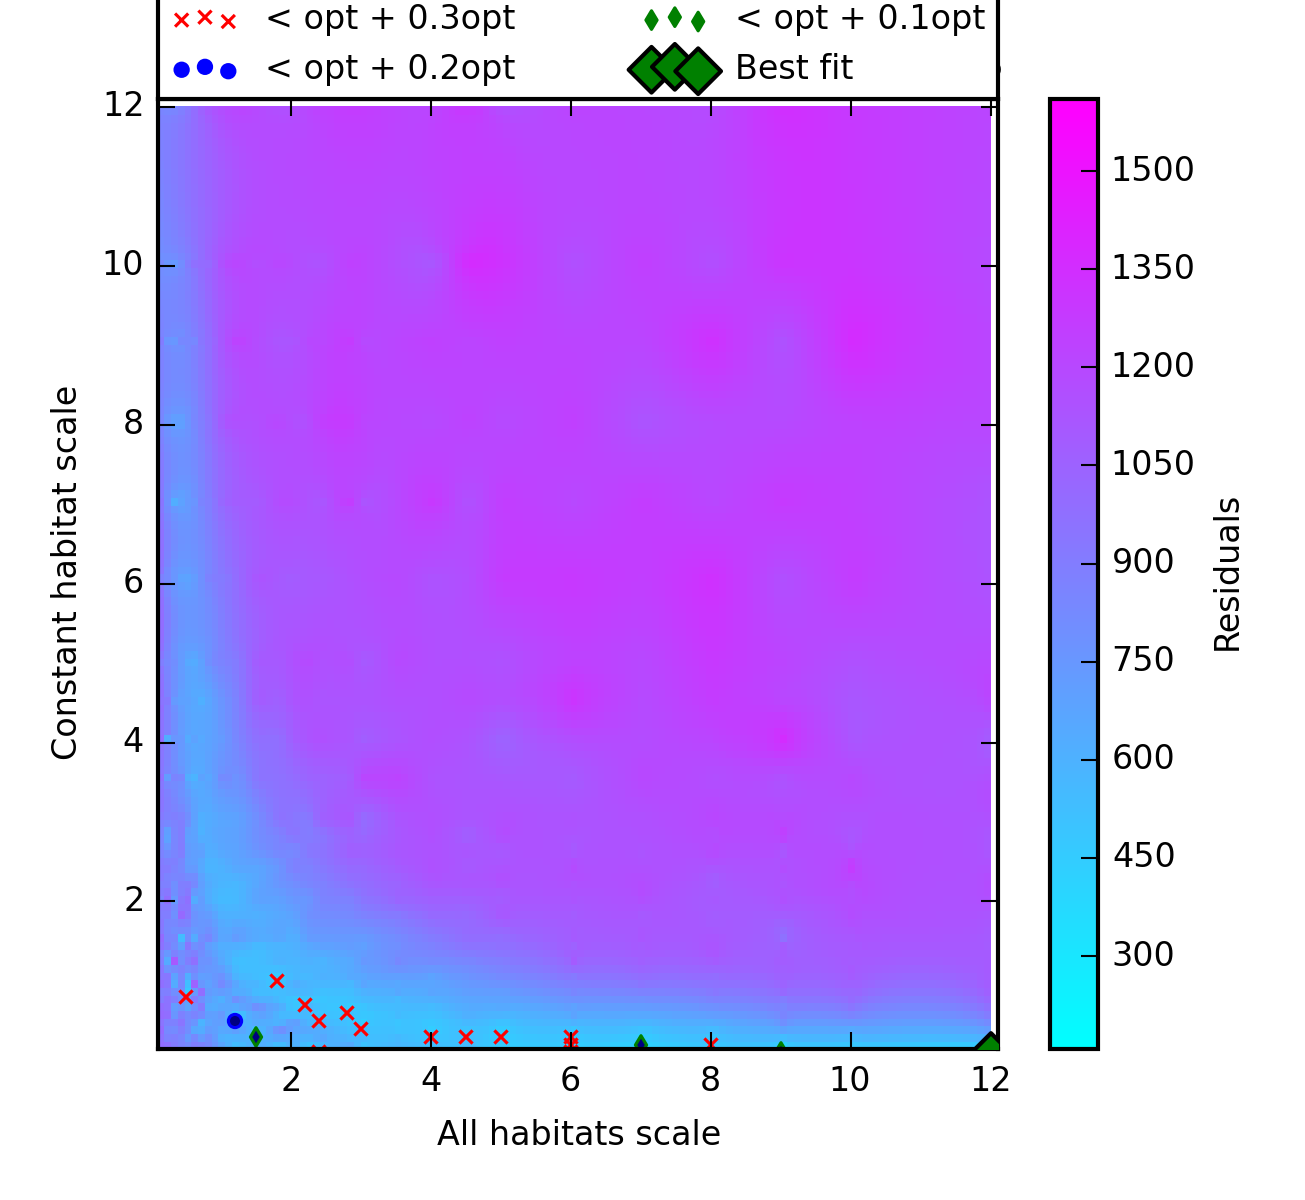 < opt + 0.3opt
< opt + 0.1opt
< opt + 0.2opt
Best fit
12
10
8
6
4
2
Constant habitat scale
2 4 6 8 10 12
All habitats scale
1500
1350
1200
1050
900
750
600
450
300
Residuals